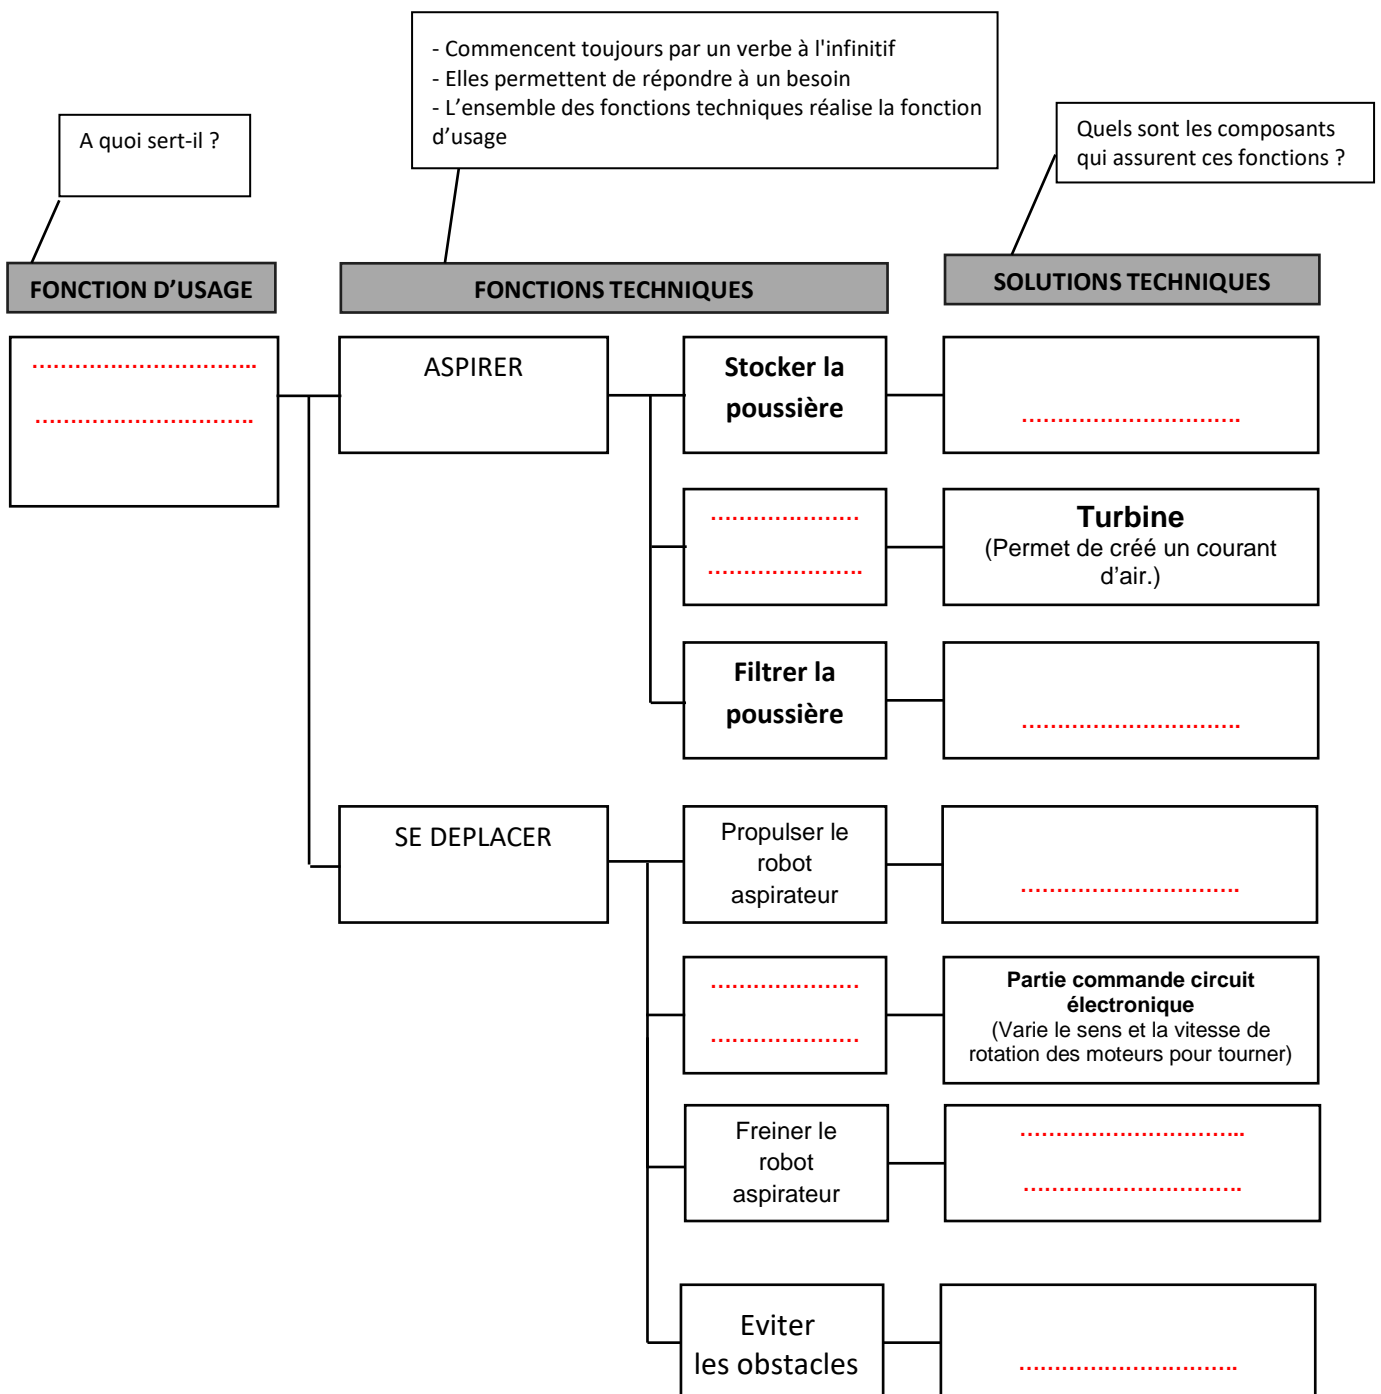 - Commencent toujours par un verbe à l'infinitif
- Elles permettent de répondre à un besoin
- L’ensemble des fonctions techniques réalise la fonction
d’usage
A quoi sert-il ?
Quels sont les composants
qui assurent ces fonctions ?
FONCTION D’USAGE
FONCTIONS TECHNIQUES
SOLUTIONS TECHNIQUES
…………………………..
………………………….
ASPIRER
Stocker la
poussière
………………………….
…………………
………………….
Turbine
(Permet de créé un courant
d’air.)
Filtrer la
poussière
………………………….
SE DEPLACER
Propulser le
robot
aspirateur
………………………….
…………………
…………………
Partie commande circuit
électronique
(Varie le sens et la vitesse de
rotation des moteurs pour tourner)
Freiner le
robot
aspirateur
…………………………..
………………………….
Eviter
les obstacles
………………………….